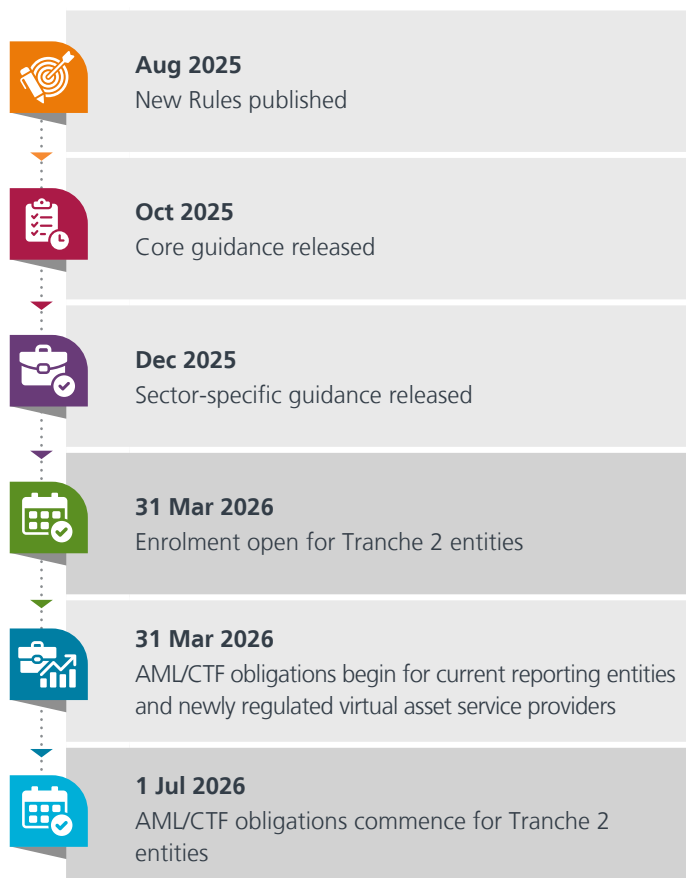 Aug 2025
New Rules published
Oct 2025
Core guidance released
Dec 2025
Sector-specific guidance released
31 Mar 2026
Enrolment open for Tranche 2 entities
31 Mar 2026
AML/CTF obligations begin for current reporting entities
and newly regulated virtual asset service providers
1 Jul 2026
AML/CTF obligations commence for Tranche 2
entities